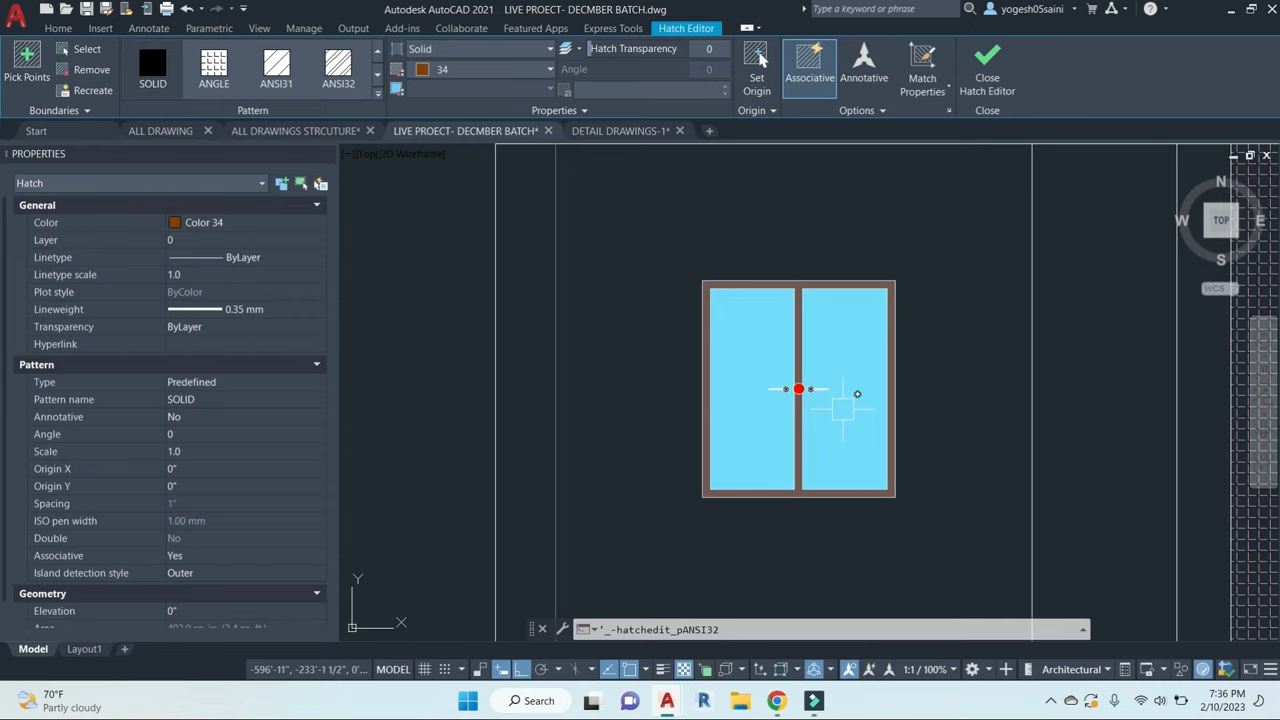 Autodesk AutoCAD 2021 LIVE PROECT- DECMBER BATCH.dwg
Type a keyword or phrase
yogesh05saini
Home Insert Annotate Parametric View Manage Output Add-ins Collaborate Express Tools Featured Apps Hatch Editor
Pick Points
Select
Remove
Recreate
Boundaries
SOLID
ANGLE
ANSI31
ANSI32
Pattern
Solid
34
Hatch Transparency 0
Angle 0
Properties
Set Origin
Origin
Associative
Annotative
Match Properties
Options
Close Hatch Editor
Close
Start
ALL DRAWING
ALL DRAWINGS STRCUTURE*
LIVE PROECT- DECMBER BATCH*
DETAIL DRAWINGS-1*
PROPERTIES
[−][Top][2D Wireframe]
Hatch
General
Color Color 34
Layer 0
Linetype ByLayer
Linetype scale 1.0
Plot style ByColor
Lineweight 0.35 mm
Transparency ByLayer
Hyperlink
Pattern
Type Predefined
Pattern name SOLID
Annotative No
Angle 0
Scale 1.0
Origin X 0"
Origin Y 0"
Spacing 1"
ISO pen width 1.00 mm
Double No
Associative Yes
Island detection style Outer
Geometry
Elevation 0"
N
W TOP E
S
WCS
Y
X
'_-hatchedit_pANSI32
Model Layout1
-596'-11", -233'-11/2", 0'... MODEL 1:1 / 100% Architectural
70°F
Partly cloudy
Search
7:36 PM
2/10/2023